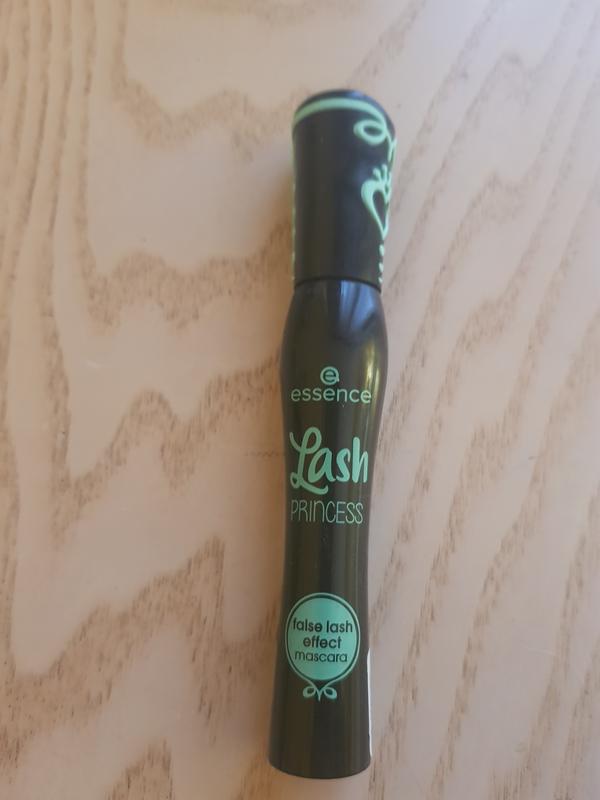 essence
Lash
PRINCESS
false lash
effect
mascara